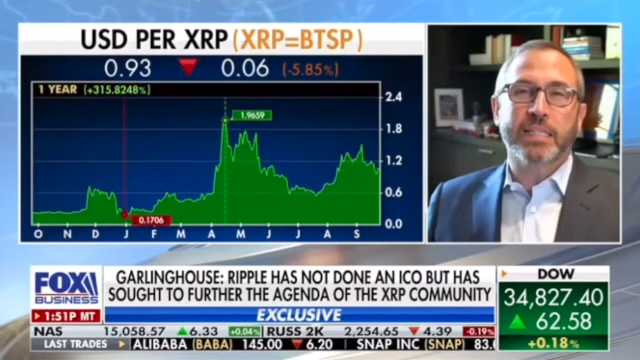 USD PER XRP (XRP=BTSP)
0.93 ▼ 0.06 (-5.85%)
1 YEAR (+315.8248%)
2.4
1.9659
1.8
1.2
0.6
0.1706
0.0
O N D J F M A M J J A S
FOX
BUSINESS
1:51PM MT
GARLINGHOUSE: RIPPLE HAS NOT DONE AN ICO BUT HAS
SOUGHT TO FURTHER THE AGENDA OF THE XRP COMMUNITY
EXCLUSIVE
DOW
34,827.40
▲ 62.58
+0.18%
NAS 15,058.57 ▲ 6.33 +0.04% RUSS 2K 2,254.65 ▼ 4.39 -0.19%
LAST TRADES ALIBABA (BABA) 145.00 ▼ 6.20 SNAP INC (SNAP) 8